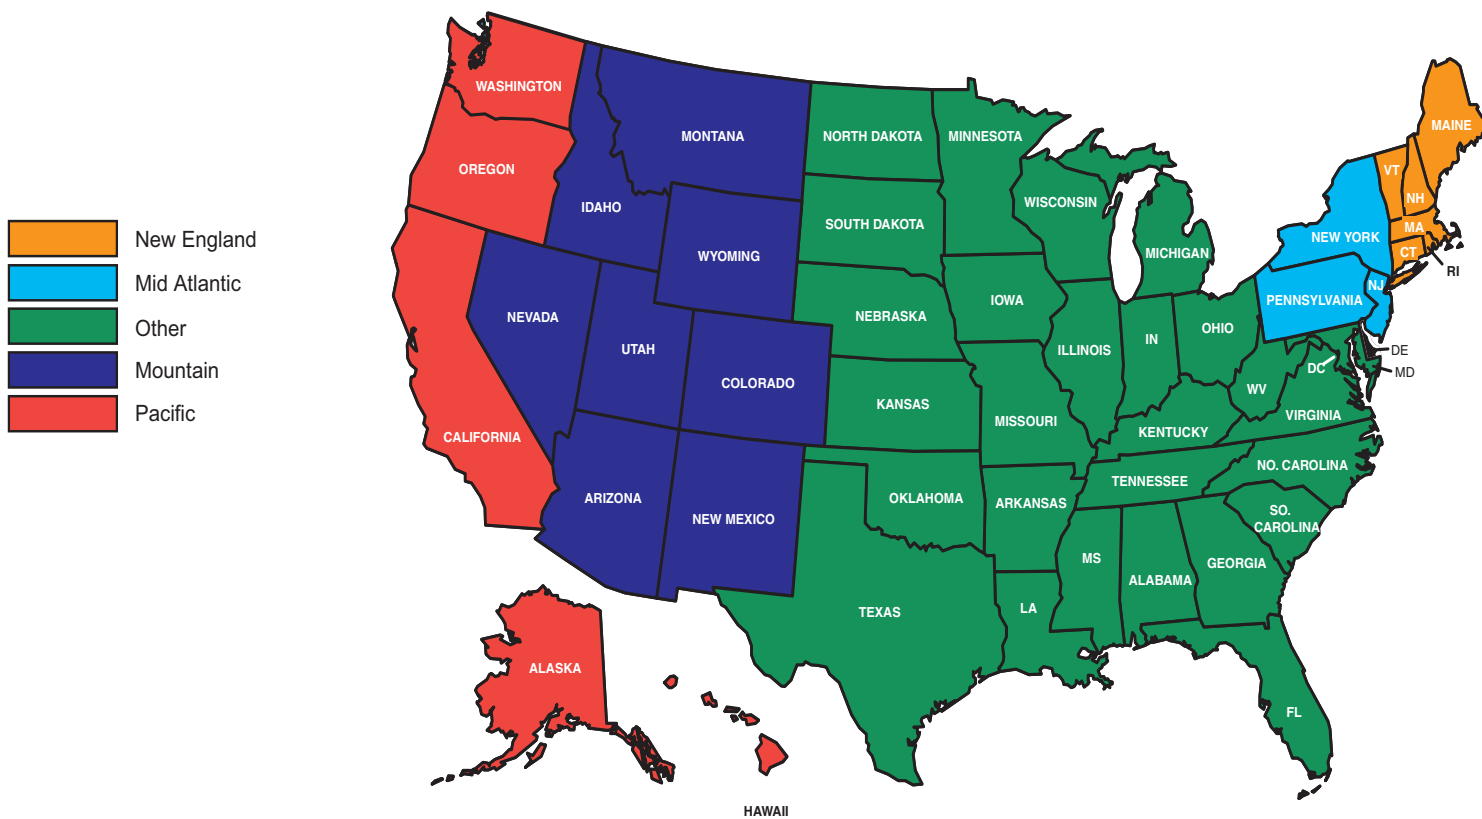 New England
Mid Atlantic
Other
Mountain
Pacific
WASHINGTON
OREGON
CALIFORNIA
NEVADA
IDAHO
MONTANA
WYOMING
UTAH
COLORADO
ARIZONA
NEW MEXICO
NORTH DAKOTA
SOUTH DAKOTA
NEBRASKA
KANSAS
OKLAHOMA
TEXAS
MINNESOTA
IOWA
MISSOURI
ARKANSAS
LA
WISCONSIN
ILLINOIS
MICHIGAN
IN
OHIO
KENTUCKY
TENNESSEE
MS
ALABAMA
GEORGIA
FL
SO.
CAROLINA
NO. CAROLINA
VIRGINIA
WV
DC
DE
MD
PENNSYLVANIA
NJ
NEW YORK
VT
NH
MAINE
MA
CT
RI
ALASKA
HAWAII